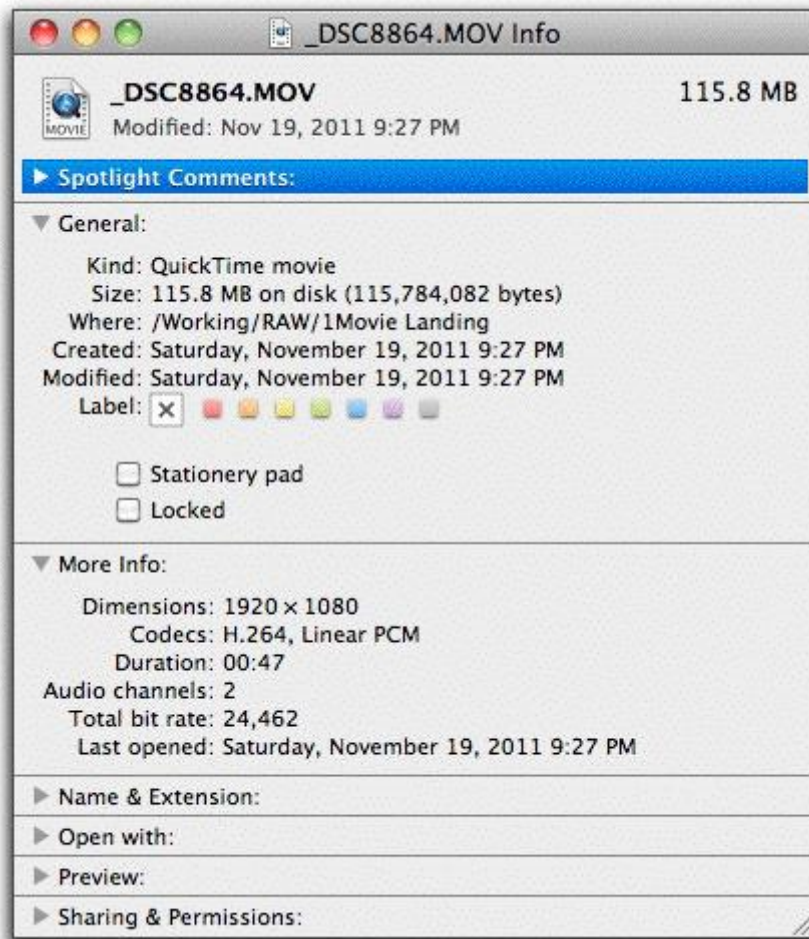 _DSC8864.MOV Info
_DSC8864.MOV 115.8 MB
MOVIE Modified: Nov 19, 2011 9:27 PM
Spotlight Comments:
General:
Kind: QuickTime movie
Size: 115.8 MB on disk (115,784,082 bytes)
Where: /Working/RAW/1Movie Landing
Created: Saturday, November 19, 2011 9:27 PM
Modified: Saturday, November 19, 2011 9:27 PM
Label:
Stationery pad
Locked
More Info:
Dimensions: 1920 × 1080
Codecs: H.264, Linear PCM
Duration: 00:47
Audio channels: 2
Total bit rate: 24,462
Last opened: Saturday, November 19, 2011 9:27 PM
Name & Extension:
Open with:
Preview:
Sharing & Permissions: